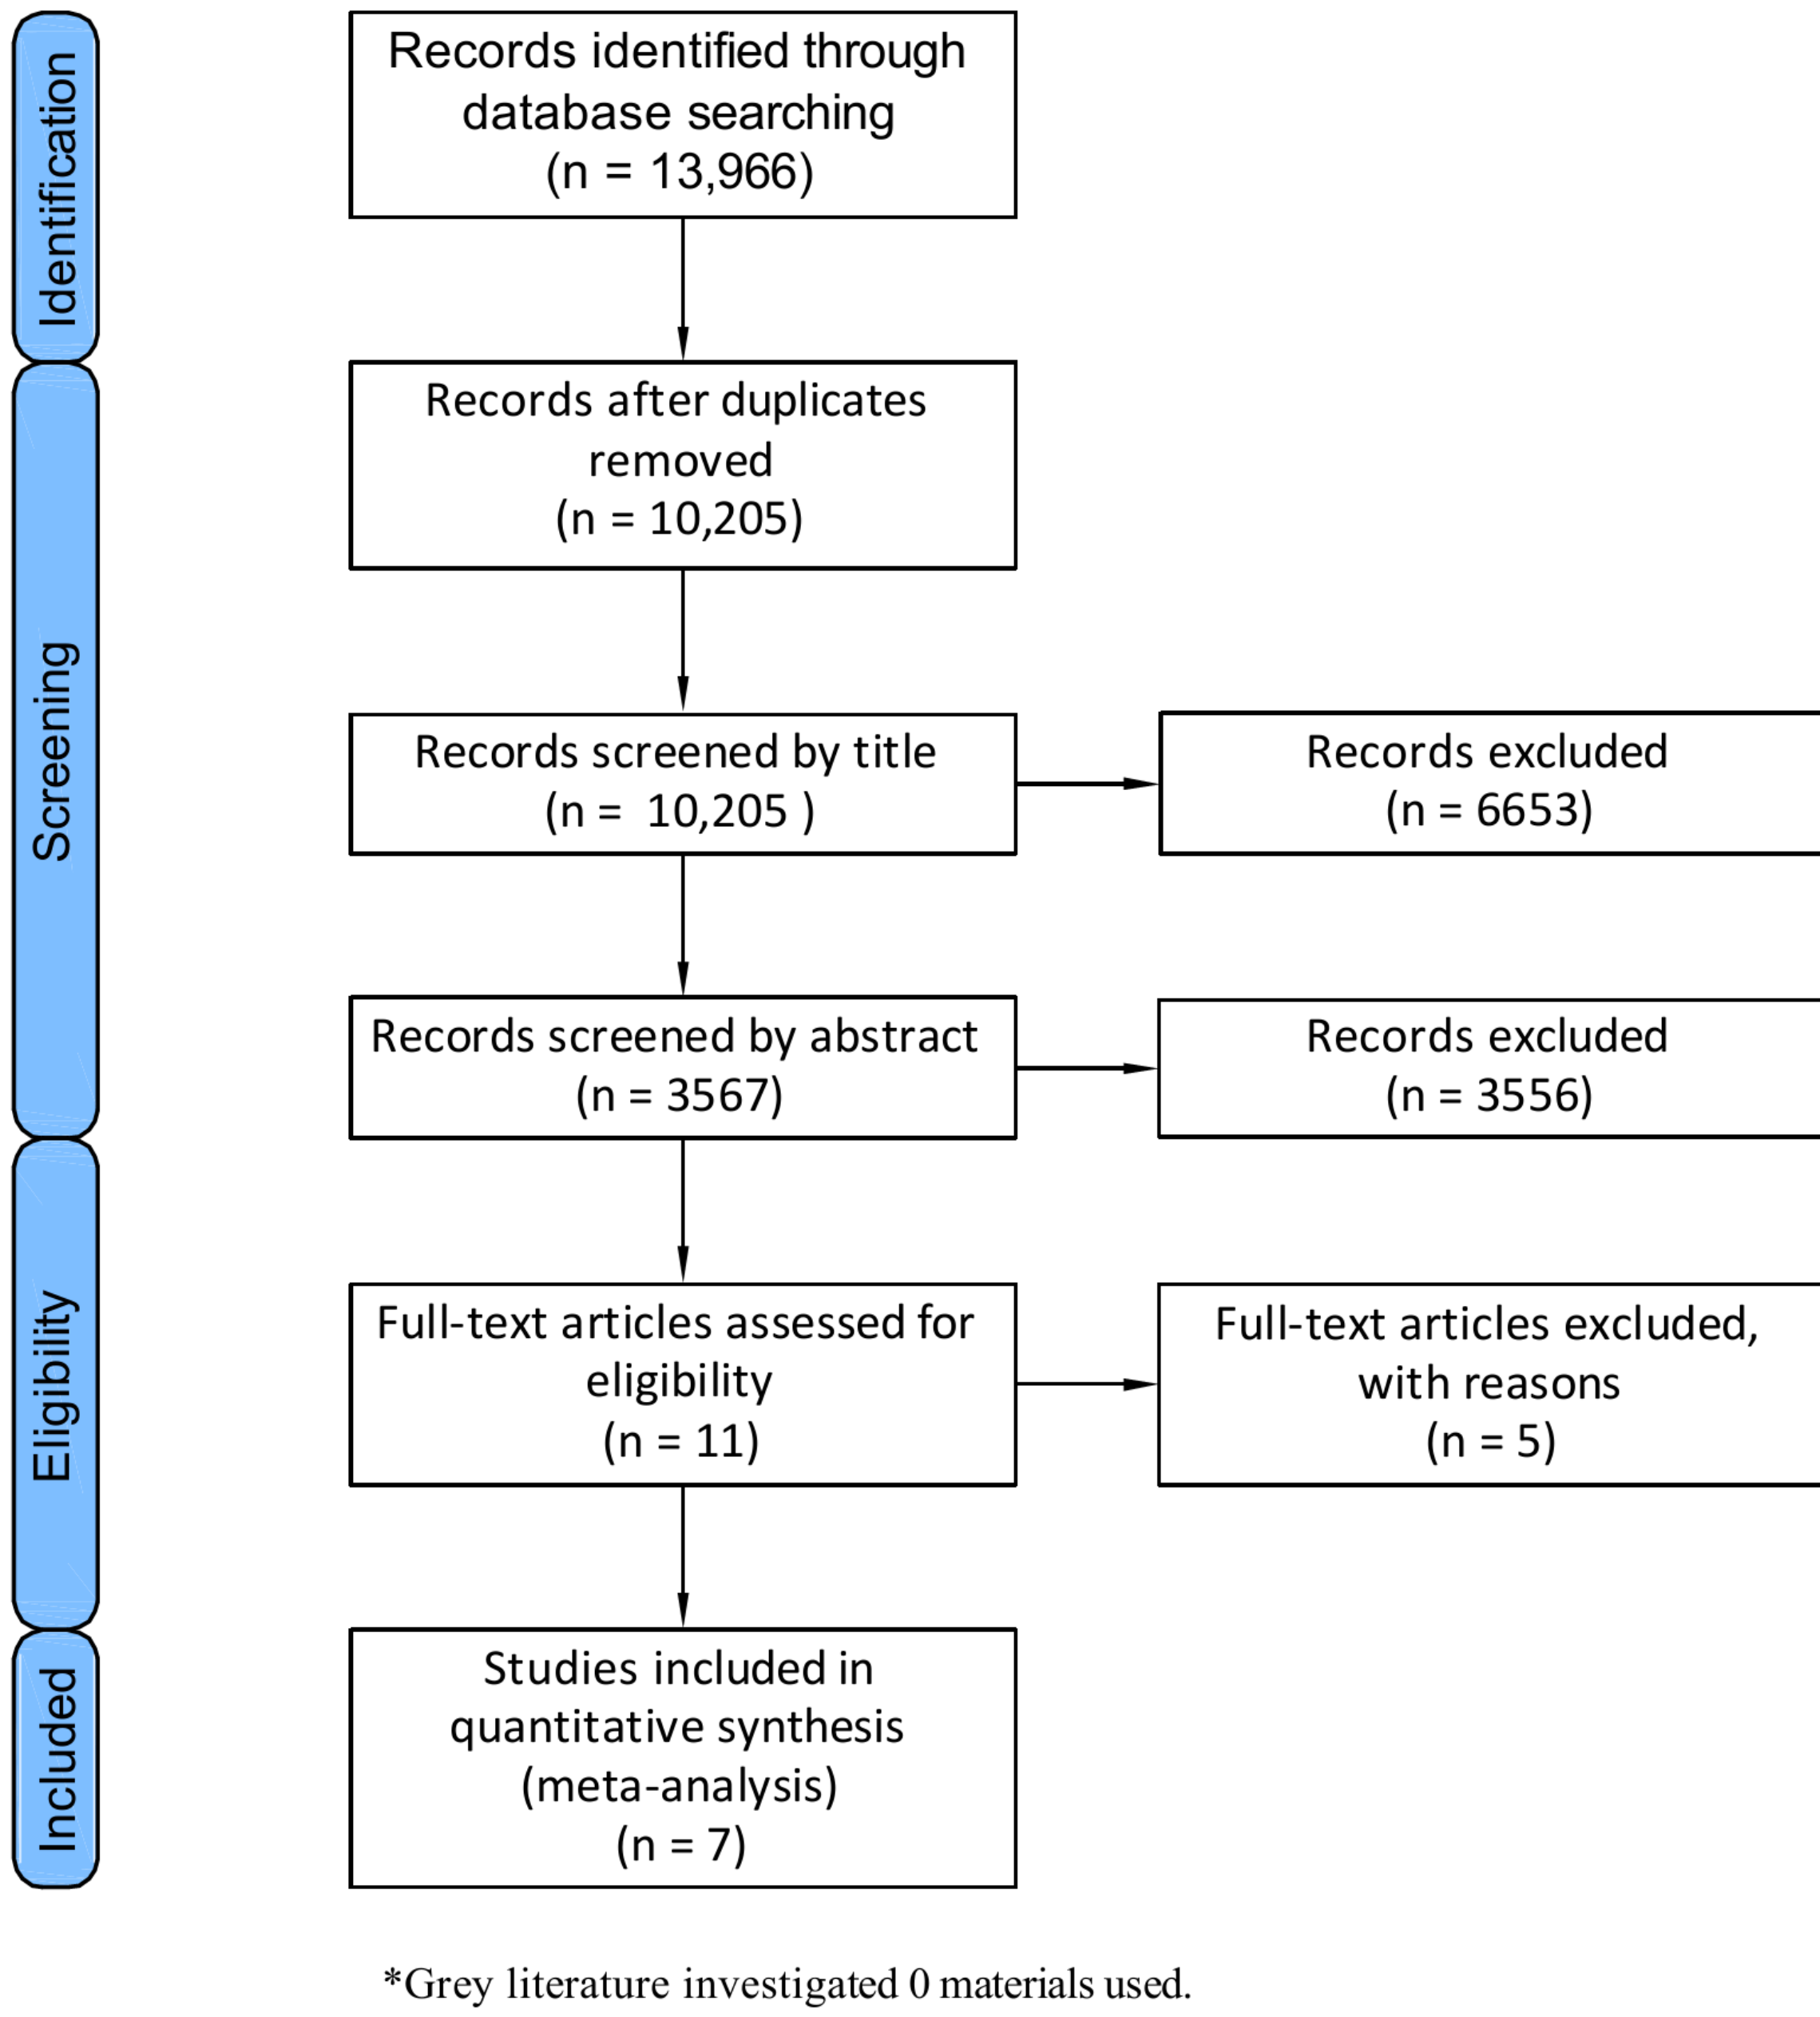 Identification
Records identified through
database searching
(n = 13,966)
Screening
Records after duplicates
removed
(n = 10,205)
Records screened by title
(n =  10,205 )
Records excluded
(n = 6653)
Records screened by abstract
(n = 3567)
Records excluded
(n = 3556)
Eligibility
Full-text articles assessed for
eligibility
(n = 11)
Full-text articles excluded,
with reasons
(n = 5)
Included
Studies included in
quantitative synthesis
(meta-analysis)
(n = 7)
*Grey literature investigated 0 materials used.